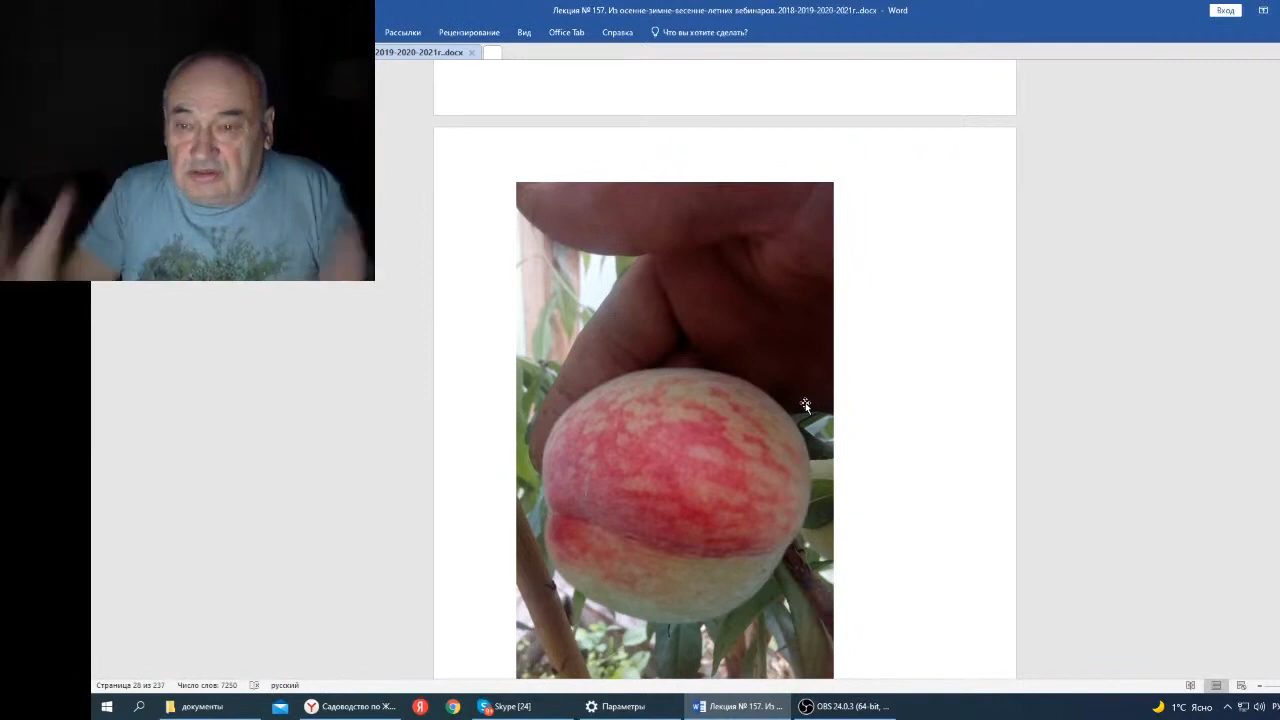 Лекция № 157. Из осенне-зимне-весенне-летних вебинаров. 2018-2019-2020-2021г..docx - Word
Вход
Рассылки Рецензирование Вид Office Tab Справка Что вы хотите сделать?
2019-2020-2021г..docx
Страница 28 из 237 Число слов: 7250 русский
документы
Садоводство по Ж...
Skype [24]
Параметры
Лекция № 157. Из ...
OBS 24.0.3 (64-bit, ...
1°C Ясно